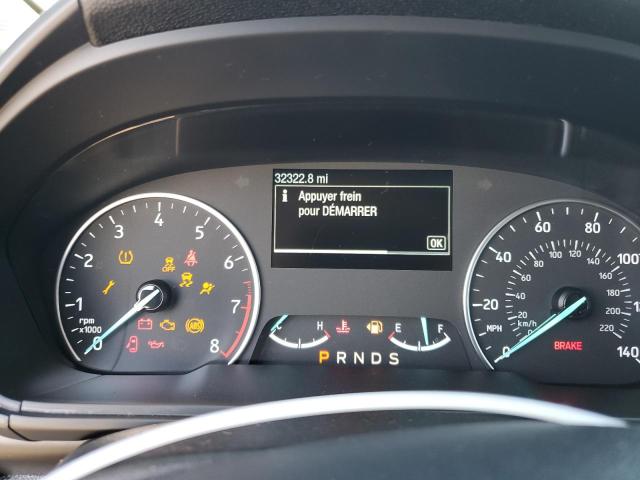 32322.8 mi
i Appuyer frein
pour DÉMARRER
OK
0 1 2 3 4 5 6 7 8
rpm
x1000
OFF
ABS
C H E F
P R N D S
0 20 40 60 80 100 140
20 40 60 80 100 120 140 160 180 200 220
MPH
km/h
BRAKE